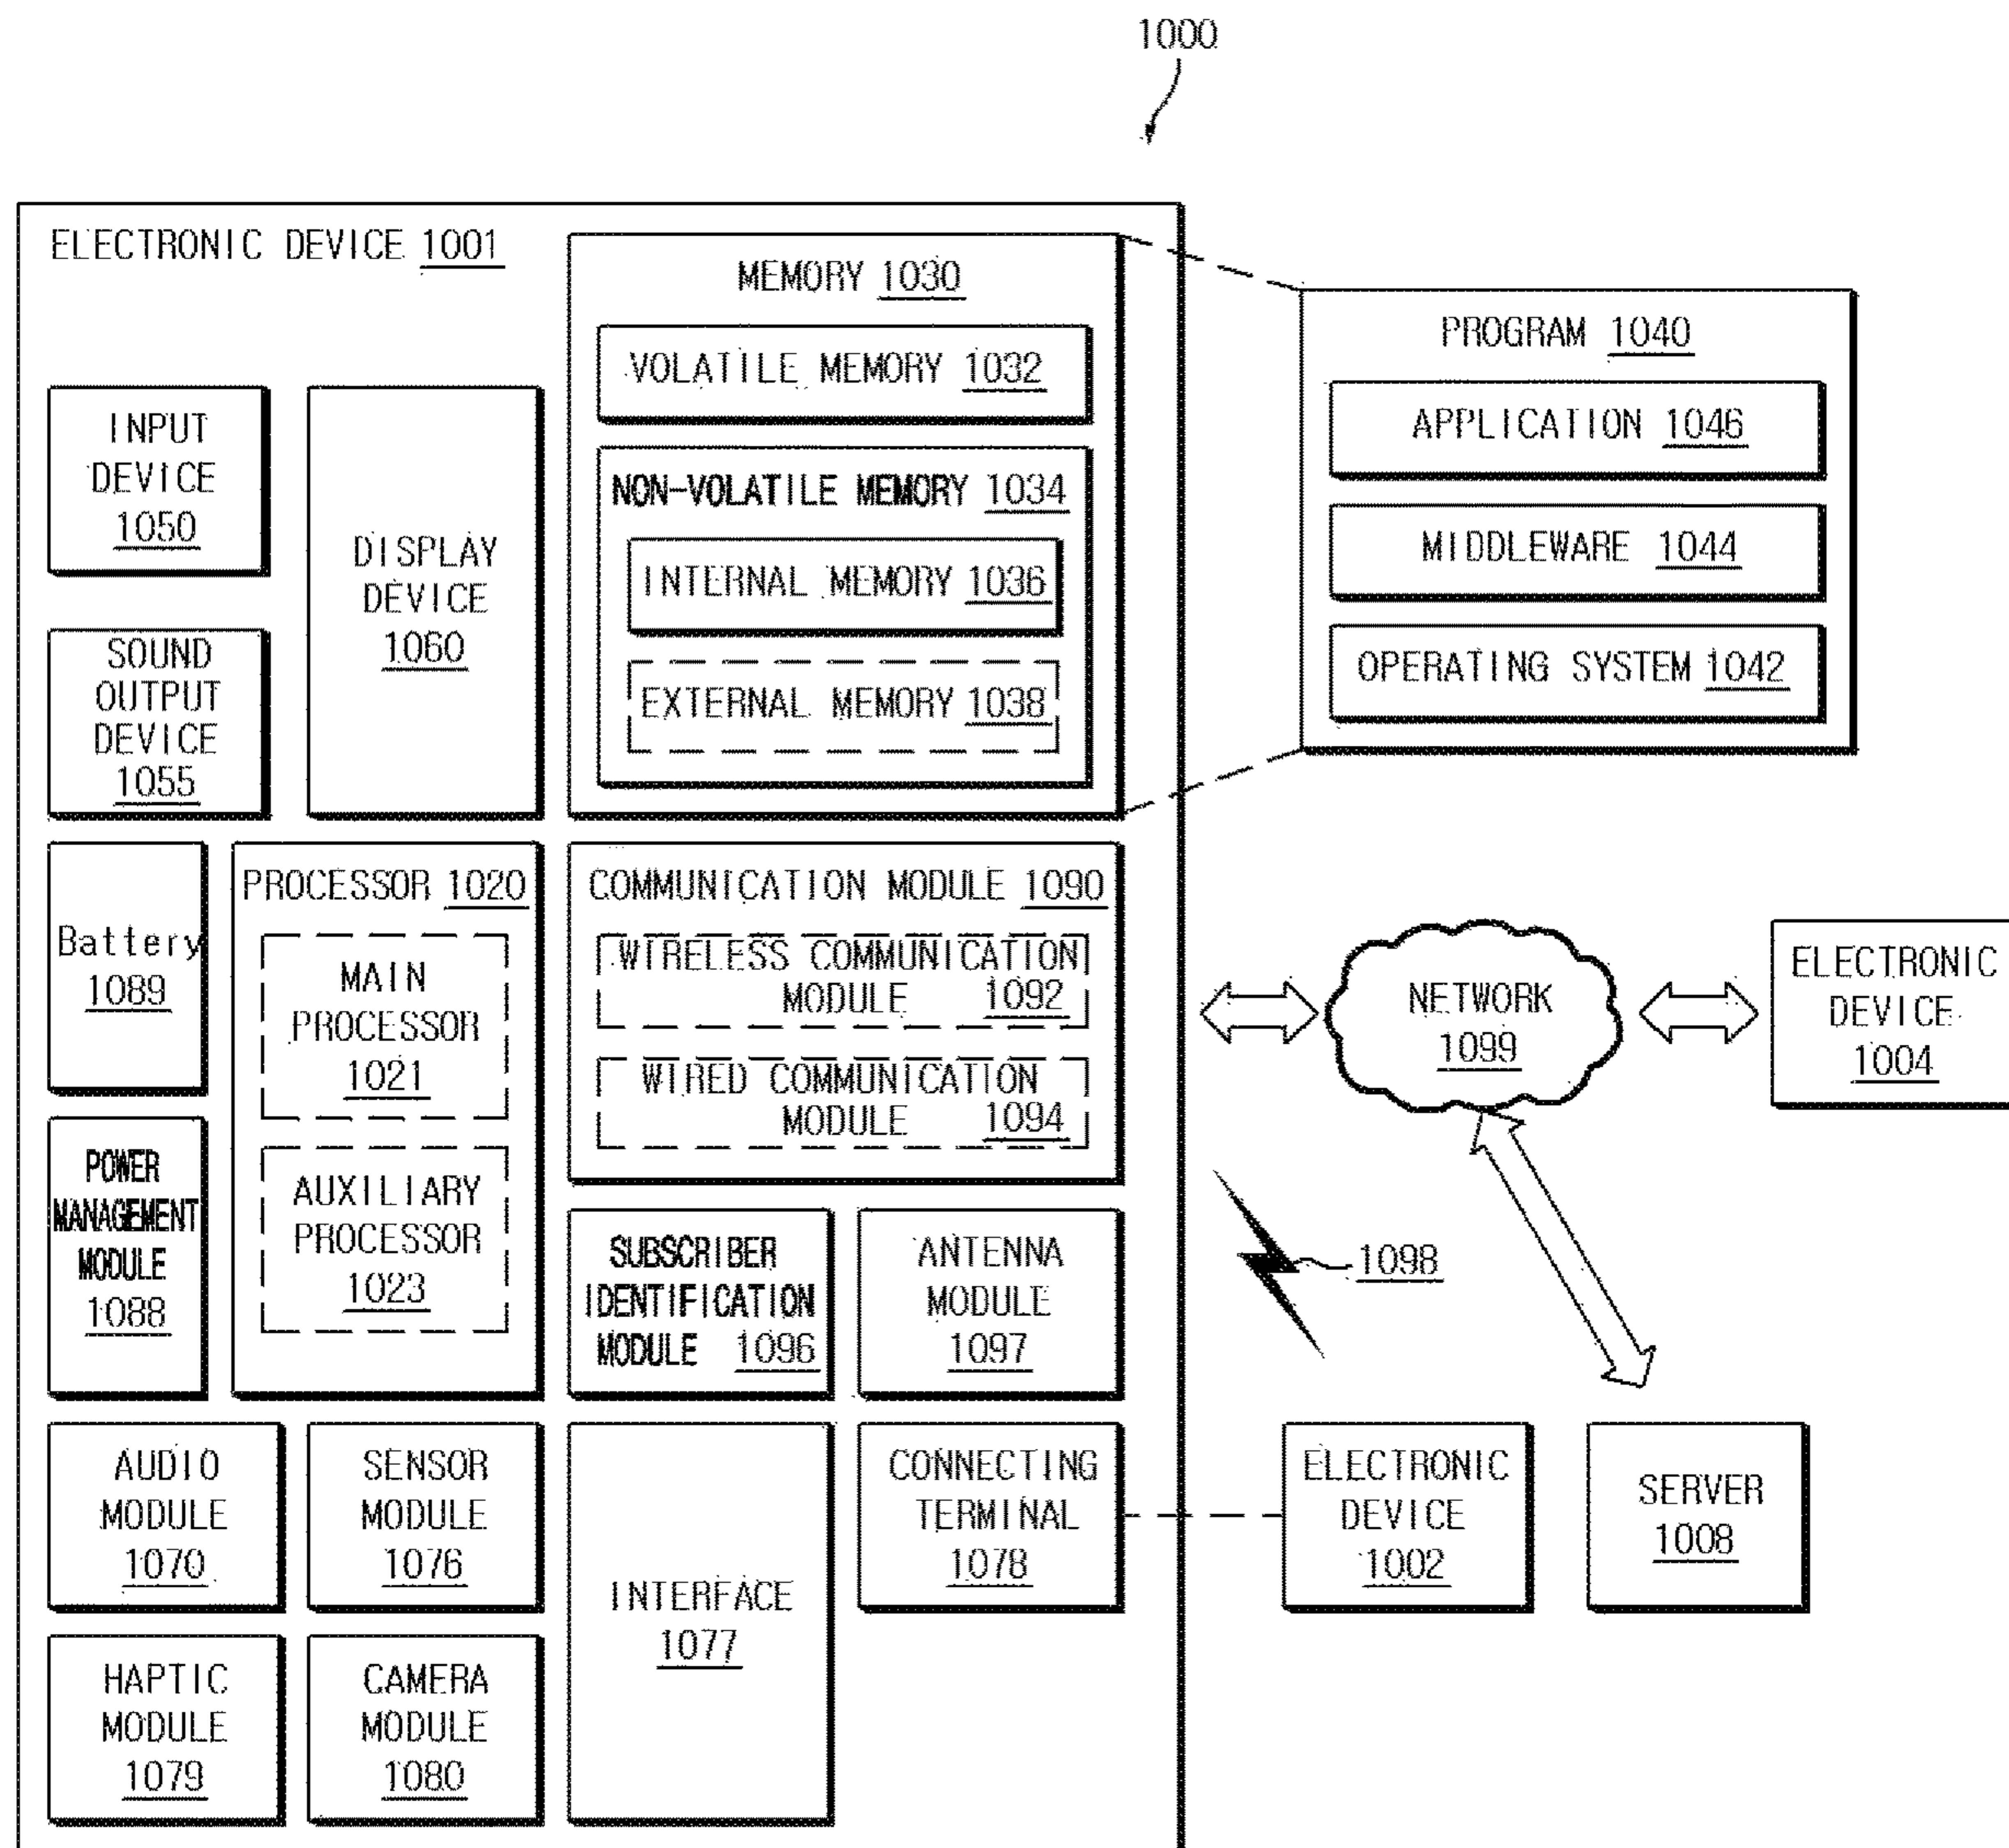 1000
ELECTRONIC DEVICE 1001
MEMORY 1030
VOLATILE MEMORY 1032
NON-VOLATILE MEMORY 1034
INTERNAL MEMORY 1036
EXTERNAL MEMORY 1038
PROGRAM 1040
APPLICATION 1046
MIDDLEWARE 1044
OPERATING SYSTEM 1042
INPUT
DEVICE
1050
DISPLAY
DEVICE
1060
SOUND
OUTPUT
DEVICE
1055
Battery
1089
PROCESSOR 1020
MAIN
PROCESSOR
1021
AUXILIARY
PROCESSOR
1023
COMMUNICATION MODULE 1090
WIRELESS COMMUNICATION
MODULE 1092
WIRED COMMUNICATION
MODULE 1094
NETWORK
1099
ELECTRONIC
DEVICE
1004
POWER
MANAGEMENT
MODULE
1088
SUBSCRIBER
IDENTIFICATION
MODULE 1096
ANTENNA
MODULE
1097
1098
AUDIO
MODULE
1070
SENSOR
MODULE
1076
INTERFACE
1077
CONNECTING
TERMINAL
1078
ELECTRONIC
DEVICE
1002
SERVER
1008
HAPTIC
MODULE
1079
CAMERA
MODULE
1080